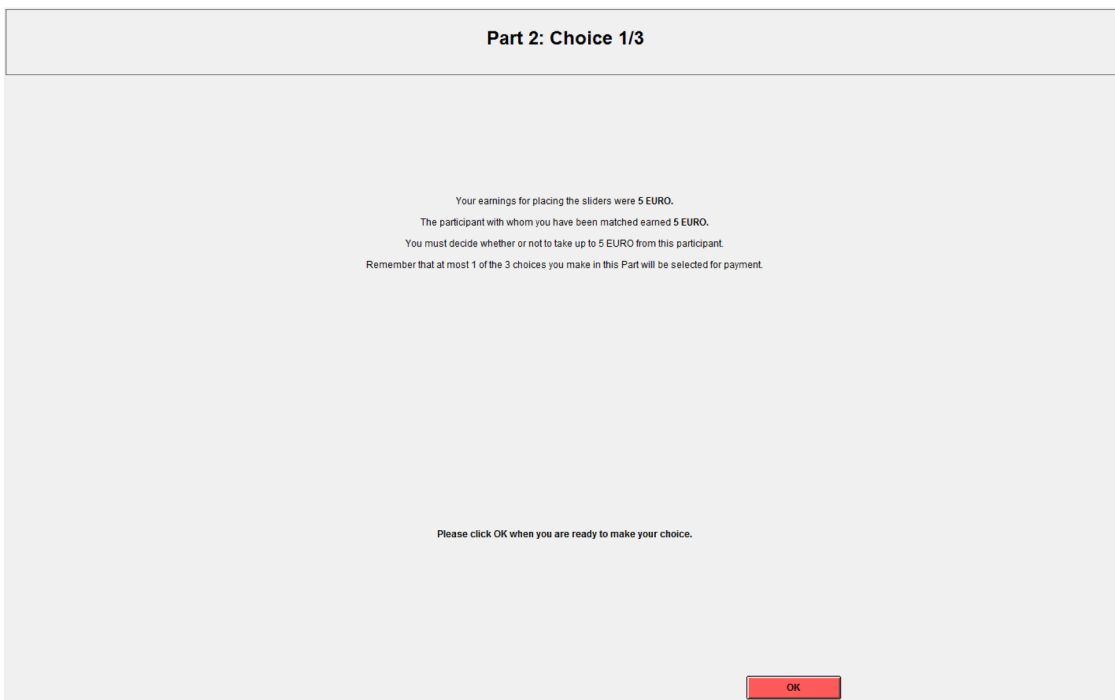 Part 2: Choice 1/3
Your earnings for placing the sliders were 5 EURO.
The participant with whom you have been matched earned 5 EURO.
You must decide whether or not to take up to 5 EURO from this participant.
Remember that at most 1 of the 3 choices you make in this Part will be selected for payment.
Please click OK when you are ready to make your choice.
OK